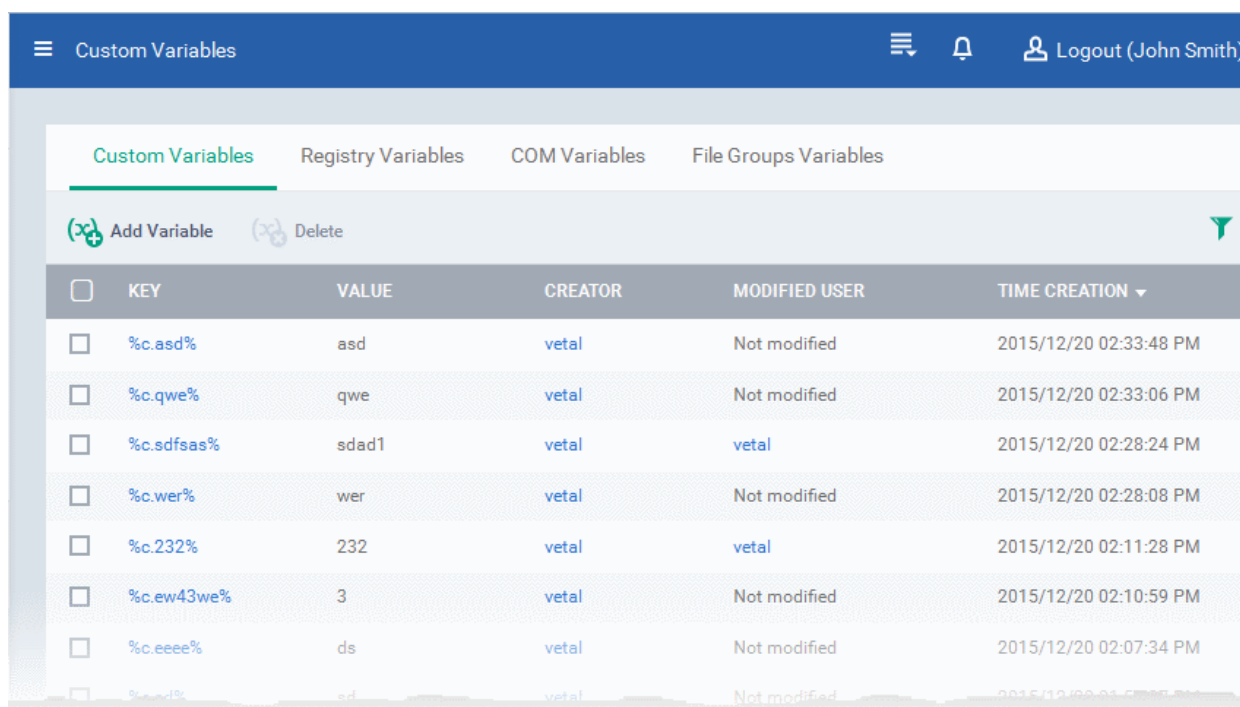 Custom Variables Logout (John Smith)
Custom Variables Registry Variables COM Variables File Groups Variables
Add Variable Delete
KEY VALUE CREATOR MODIFIED USER TIME CREATION
%c.asd% asd vetal Not modified 2015/12/20 02:33:48 PM
%c.qwe% qwe vetal Not modified 2015/12/20 02:33:06 PM
%c.sdfsas% sdad1 vetal vetal 2015/12/20 02:28:24 PM
%c.wer% wer vetal Not modified 2015/12/20 02:28:08 PM
%c.232% 232 vetal vetal 2015/12/20 02:11:28 PM
%c.ew43we% 3 vetal Not modified 2015/12/20 02:10:59 PM
%c.eeee% ds vetal Not modified 2015/12/20 02:07:34 PM
sd vetal Not modified